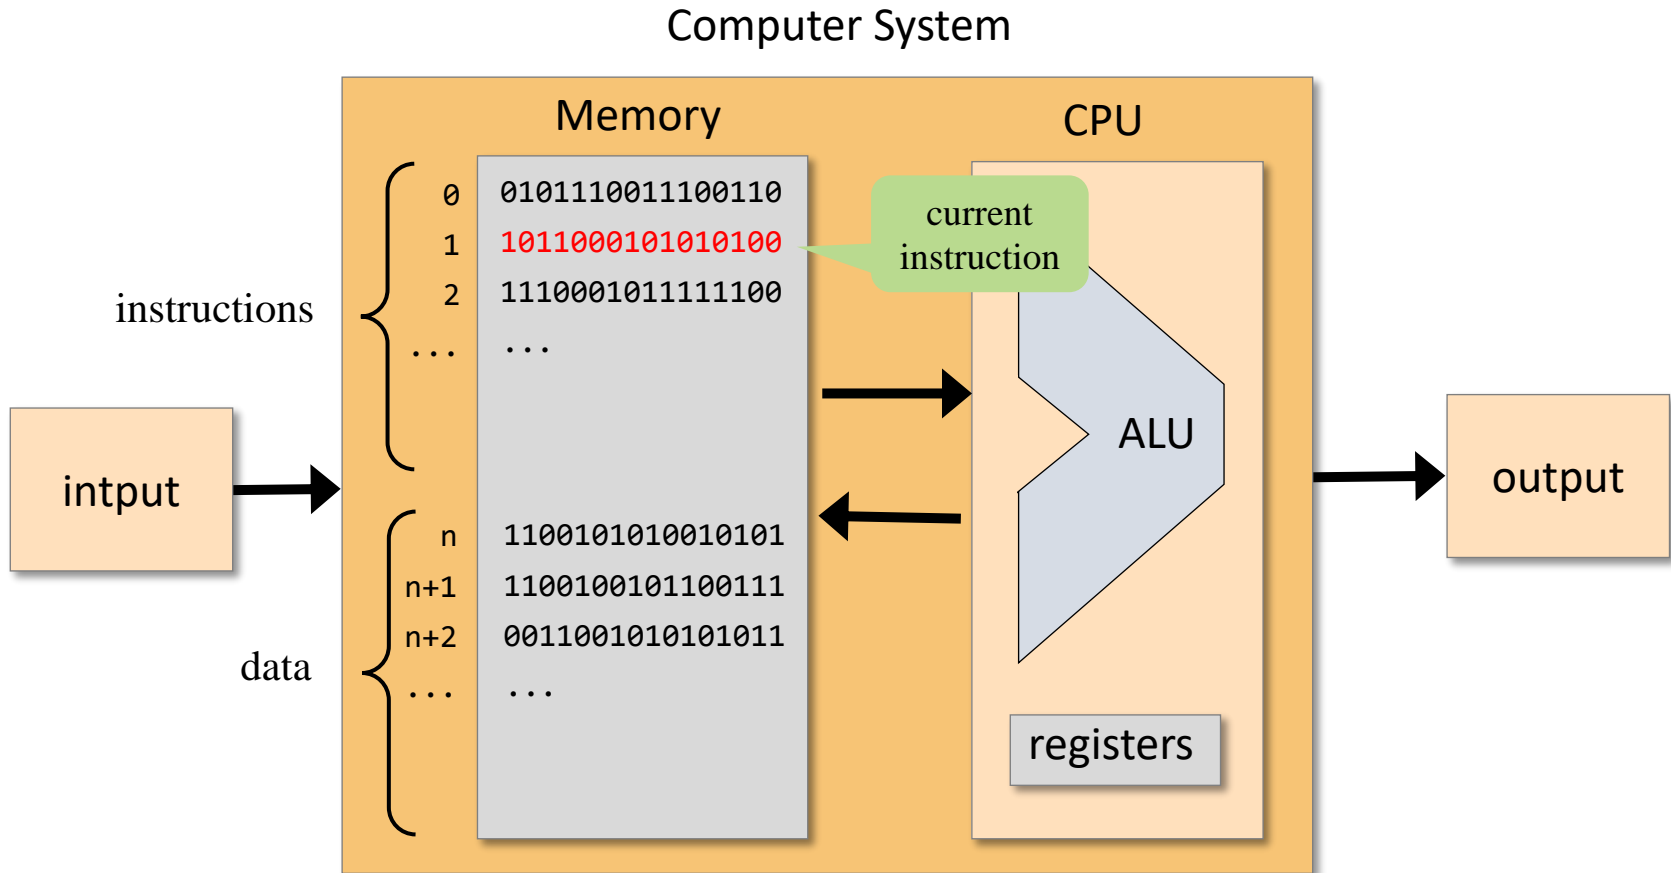 Computer System
Memory
CPU
0 0101110011100110
1 1011000101010100
2 1110001011111100
... ...
current
instruction
instructions
ALU
intput
output
n 1100101010010101
n+1 1100100101100111
n+2 0011001010101011
... ...
data
registers